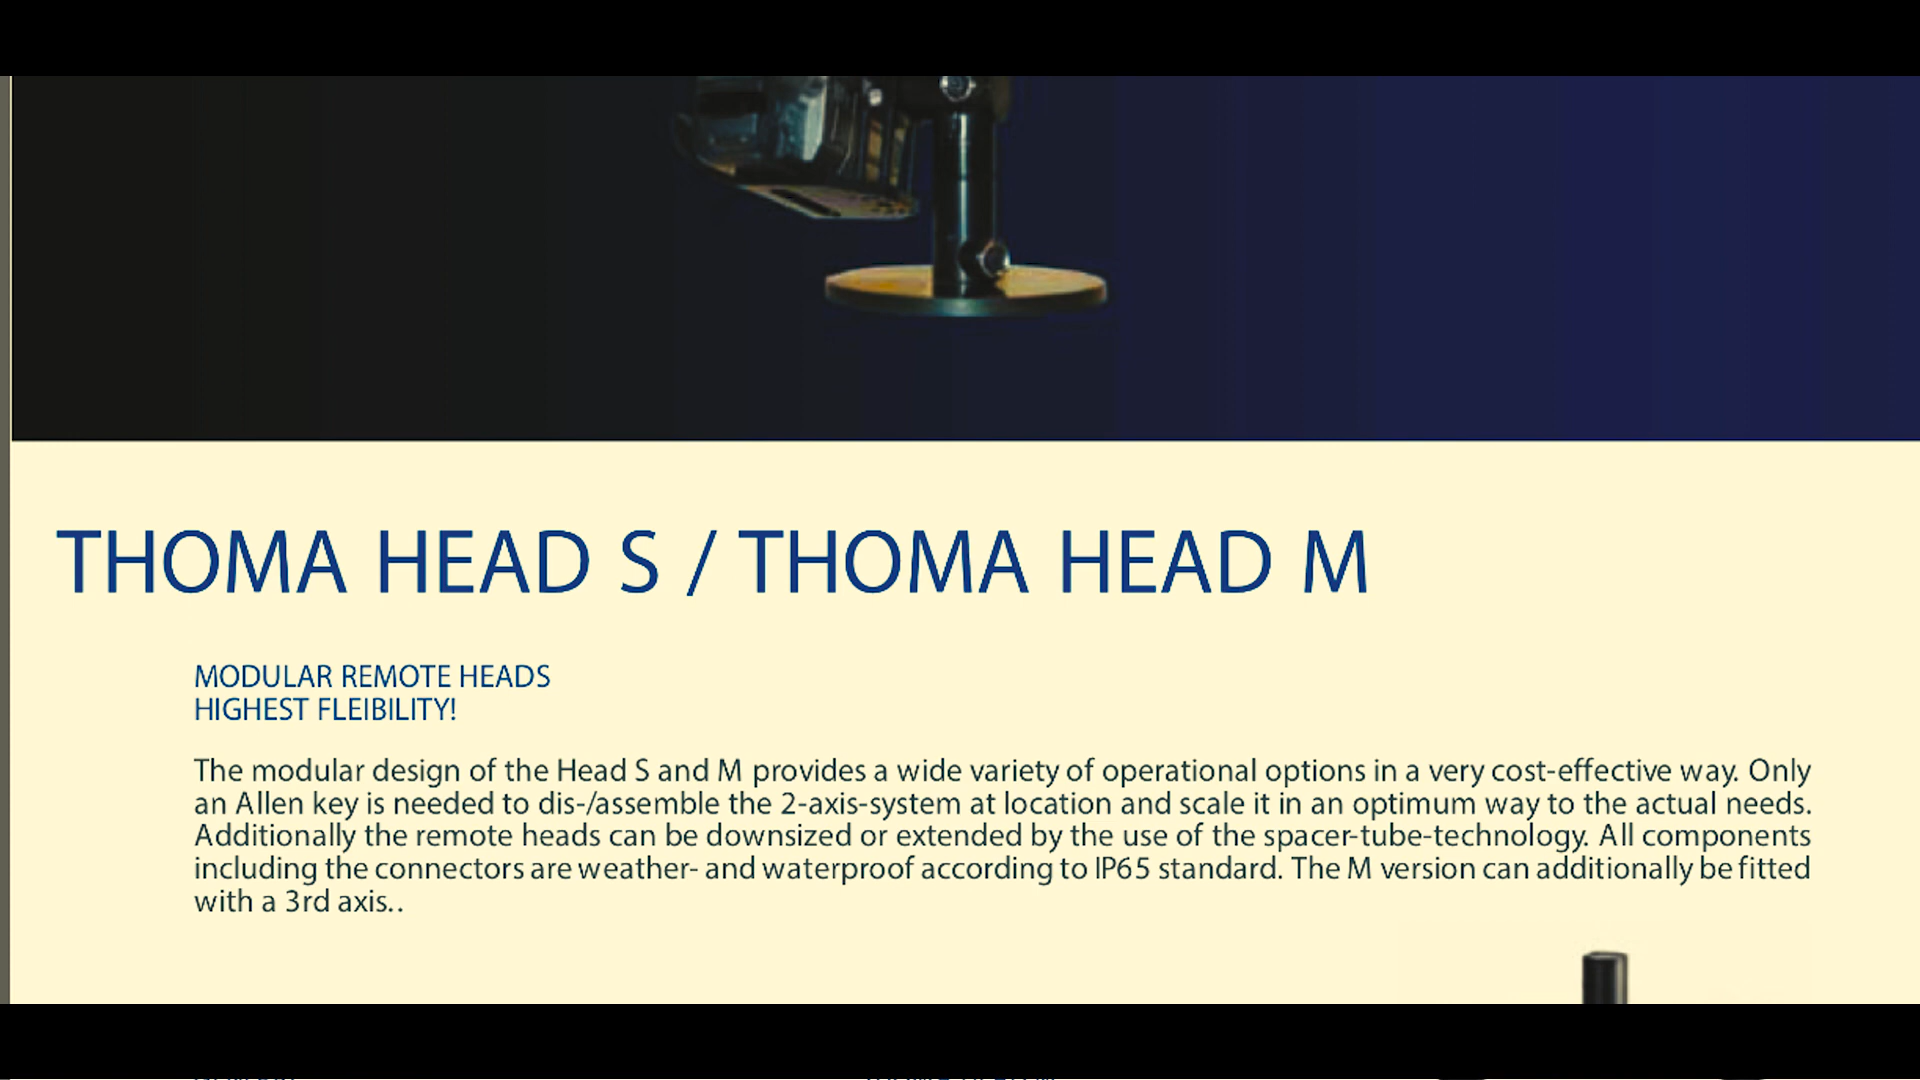 THOMA HEAD S / THOMA HEAD M
MODULAR REMOTE HEADS
HIGHEST FLEIBILITY!
The modular design of the Head S and M provides a wide variety of operational options in a very cost-effective way. Only
an Allen key is needed to dis-/assemble the 2-axis-system at location and scale it in an optimum way to the actual needs.
Additionally the remote heads can be downsized or extended by the use of the spacer-tube-technology. All components
including the connectors are weather- and waterproof according to IP65 standard. The M version can additionally be fitted
with a 3rd axis..